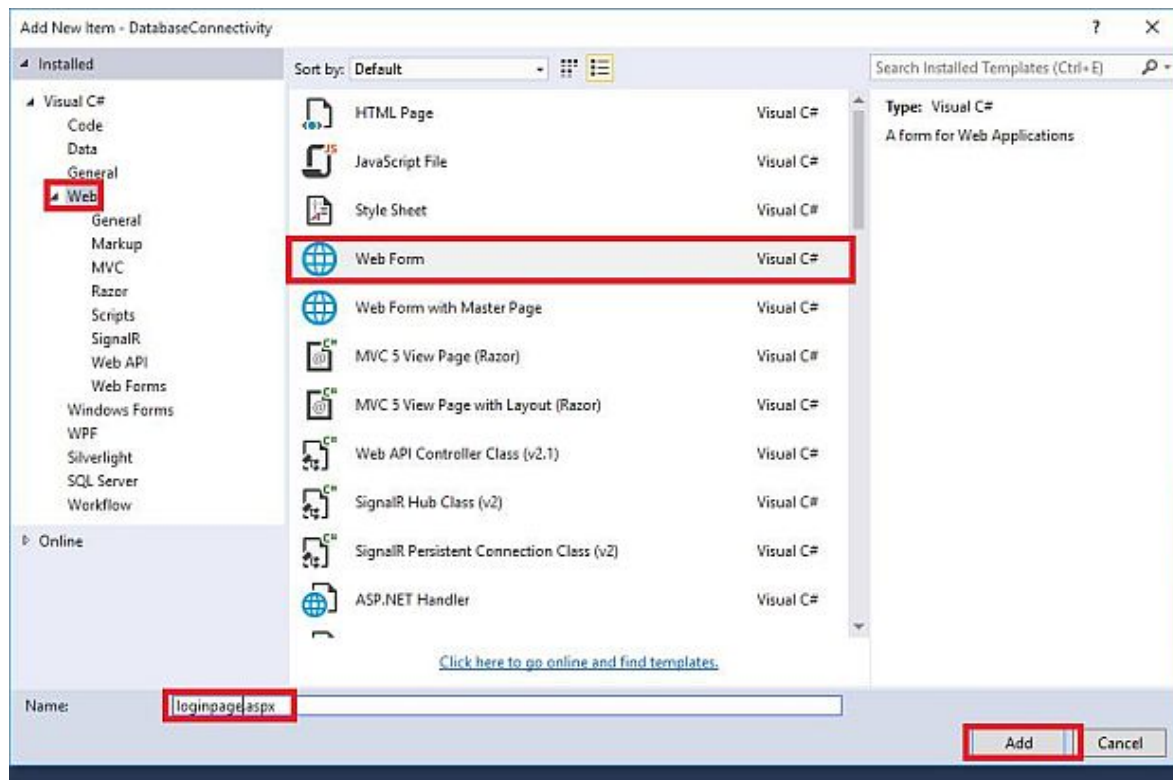 Add New Item - DatabaseConnectivity ? ×
Installed
Sort by: Default
Search Installed Templates (Ctrl+E)
Visual C#
Code
Data
General
Web
General
Markup
MVC
Razor
Scripts
SignalR
Web API
Web Forms
Windows Forms
WPF
Silverlight
SQL Server
Workflow
Online
HTML Page Visual C#
JavaScript File Visual C#
Style Sheet Visual C#
Web Form Visual C#
Web Form with Master Page Visual C#
MVC 5 View Page (Razor) Visual C#
MVC 5 View Page with Layout (Razor) Visual C#
Web API Controller Class (v2.1) Visual C#
SignalR Hub Class (v2) Visual C#
SignalR Persistent Connection Class (v2) Visual C#
ASP.NET Handler Visual C#
Click here to go online and find templates.
Type: Visual C#
A form for Web Applications
Name: loginpage.aspx
Add Cancel